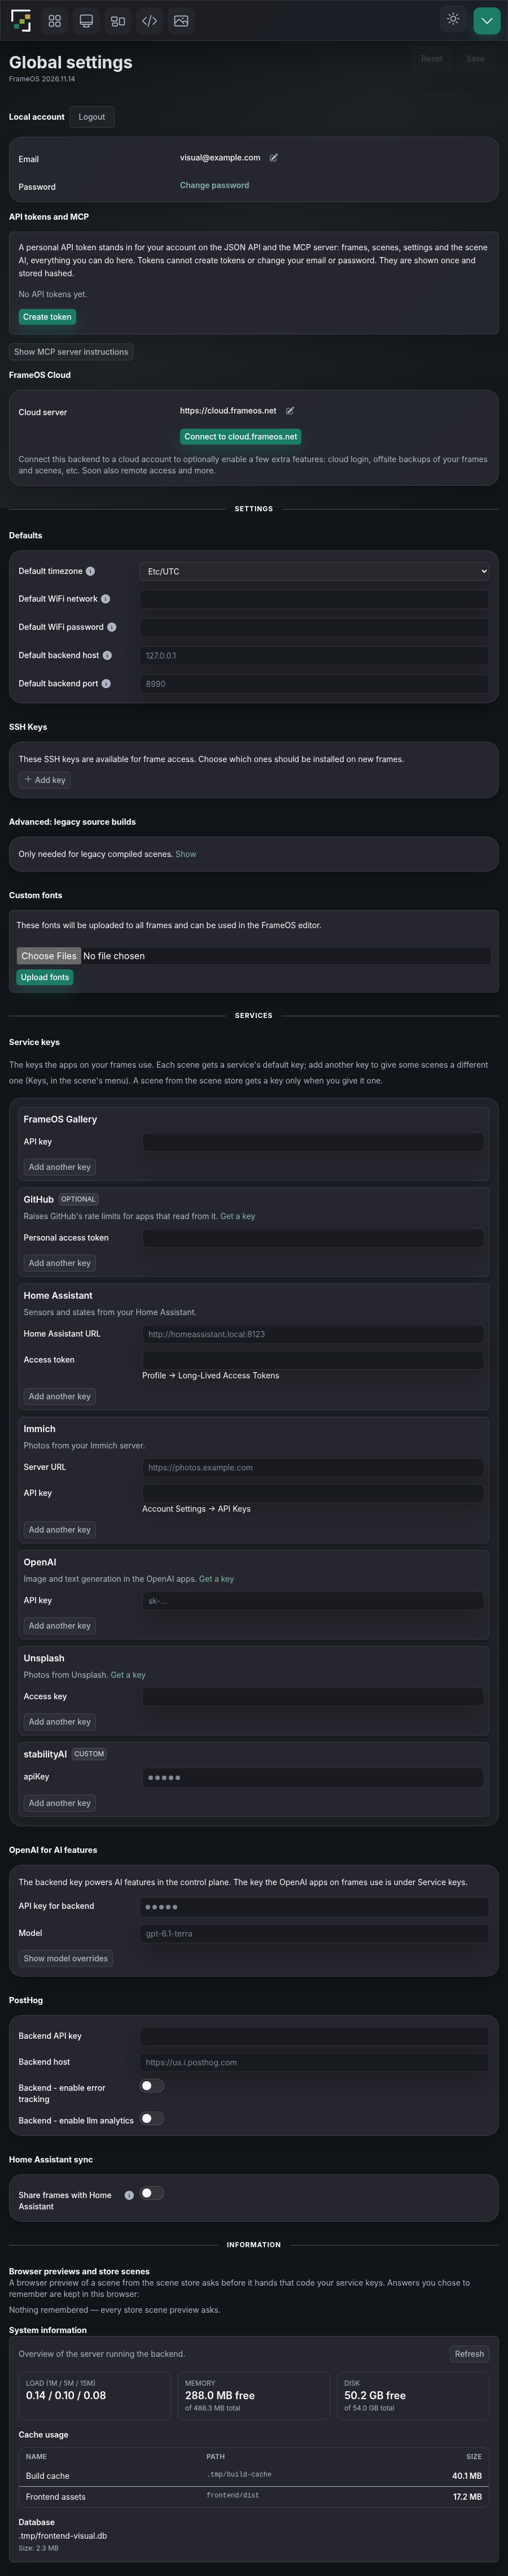 Global settings
Reset
Save
FrameOS 2026.11.14
Local account
Logout
Email
visual@example.com
Password
Change password
API tokens and MCP
A personal API token stands in for your account on the JSON API and the MCP server: frames, scenes, settings and the scene
AI, everything you can do here. Tokens cannot create tokens or change your email or password. They are shown once and
stored hashed.
No API tokens yet.
Create token
Show MCP server instructions
FrameOS Cloud
Cloud server
https://cloud.frameos.net
Connect to cloud.frameos.net
Connect this backend to a cloud account to optionally enable a few extra features: cloud login, offsite backups of your frames
and scenes, etc. Soon also remote access and more.
SETTINGS
Defaults
Default timezone
Etc/UTC
Default WiFi network
Default WiFi password
Default backend host
127.0.0.1
Default backend port
8990
SSH Keys
These SSH keys are available for frame access. Choose which ones should be installed on new frames.
+ Add key
Advanced: legacy source builds
Only needed for legacy compiled scenes. Show
Custom fonts
These fonts will be uploaded to all frames and can be used in the FrameOS editor.
Choose Files No file chosen
Upload fonts
SERVICES
Service keys
The keys the apps on your frames use. Each scene gets a service's default key; add another key to give some scenes a different
one (Keys, in the scene's menu). A scene from the scene store gets a key only when you give it one.
FrameOS Gallery
API key
Add another key
GitHub OPTIONAL
Raises GitHub's rate limits for apps that read from it. Get a key
Personal access token
Add another key
Home Assistant
Sensors and states from your Home Assistant.
Home Assistant URL
http://homeassistant.local:8123
Access token
Profile → Long-Lived Access Tokens
Add another key
Immich
Photos from your Immich server.
Server URL
https://photos.example.com
API key
Account Settings → API Keys
Add another key
OpenAI
Image and text generation in the OpenAI apps. Get a key
API key
sk-...
Add another key
Unsplash
Photos from Unsplash. Get a key
Access key
Add another key
stabilityAI CUSTOM
apiKey
●●●●●
Add another key
OpenAI for AI features
The backend key powers AI features in the control plane. The key the OpenAI apps on frames use is under Service keys.
API key for backend
●●●●●
Model
gpt-6.1-terra
Show model overrides
PostHog
Backend API key
Backend host
https://us.i.posthog.com
Backend - enable error
tracking
Backend - enable llm analytics
Home Assistant sync
Share frames with Home
Assistant
INFORMATION
Browser previews and store scenes
A browser preview of a scene from the scene store asks before it hands that code your service keys. Answers you chose to
remember are kept in this browser:
Nothing remembered — every store scene preview asks.
System information
Overview of the server running the backend.
Refresh
LOAD (1M / 5M / 15M)
0.14 / 0.10 / 0.08
MEMORY
288.0 MB free
of 488.3 MB total
DISK
50.2 GB free
of 54.0 GB total
Cache usage
NAME PATH SIZE
Build cache .tmp/build-cache 40.1 MB
Frontend assets frontend/dist 17.2 MB
Database
.tmp/frontend-visual.db
Size: 2.3 MB